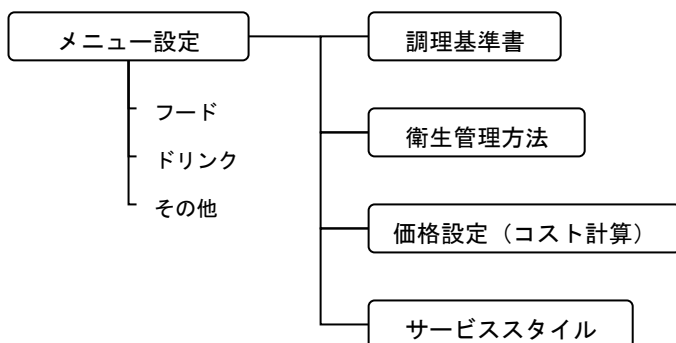 メニュー設定
フード
ドリンク
その他
調理基準書
衛生管理方法
価格設定（コスト計算）
サービススタイル